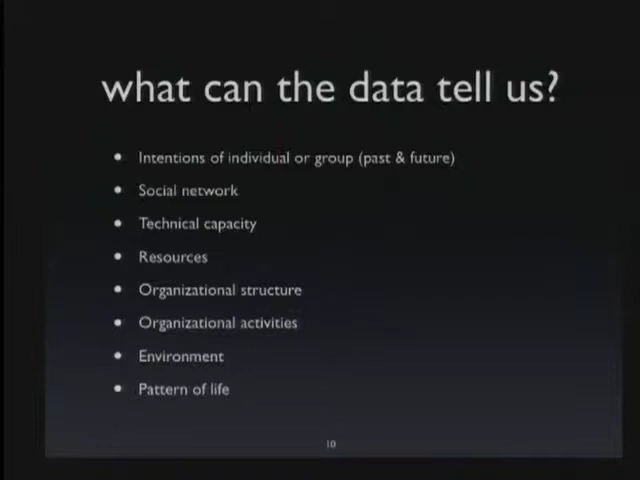 what can the data tell us?
Intentions of individual or group (past & future)
Social network
Technical capacity
Resources
Organizational structure
Organizational activities
Environment
Pattern of life
10